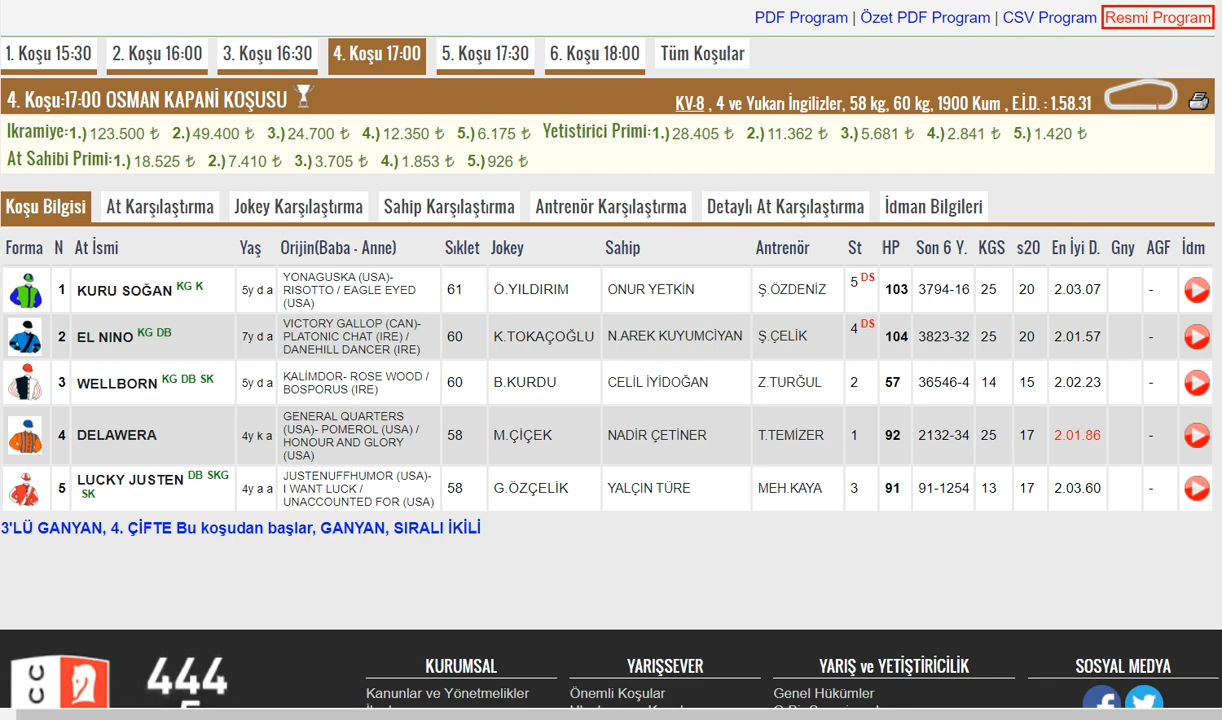 PDF Program | Özet PDF Program | CSV Program Resmi Program
1. Koşu 15:30 2. Koşu 16:00 3. Koşu 16:30 4. Koşu 17:00 5. Koşu 17:30 6. Koşu 18:00 Tüm Koşular
4. Koşu:17:00 OSMAN KAPANİ KOŞUSU KV-8 , 4 ve Yukarı İngilizler, 58 kg, 60 kg, 1900 Kum , E.İ.D. : 1.58.31
Ikramiye:1.) 123.500 ₺ 2.) 49.400 ₺ 3.) 24.700 ₺ 4.) 12.350 ₺ 5.) 6.175 ₺ Yetistirici Primi:1.) 28.405 ₺ 2.) 11.362 ₺ 3.) 5.681 ₺ 4.) 2.841 ₺ 5.) 1.420 ₺
At Sahibi Primi:1.) 18.525 ₺ 2.) 7.410 ₺ 3.) 3.705 ₺ 4.) 1.853 ₺ 5.) 926 ₺
Koşu Bilgisi At Karşılaştırma Jokey Karşılaştırma Sahip Karşılaştırma Antrenör Karşılaştırma Detaylı At Karşılaştırma İdman Bilgileri
Forma N At İsmi Yaş Orijin(Baba - Anne) Sıklet Jokey Sahip Antrenör St HP Son 6 Y. KGS s20 En İyi D. Gny AGF İdm
1 KURU SOĞAN KG K 5y d a YONAGUSKA (USA)-
RISOTTO / EAGLE EYED
(USA) 61 Ö.YILDIRIM ONUR YETKİN Ş.ÖZDENİZ 5 DS 103 3794-16 25 20 2.03.07 -
2 EL NINO KG DB 7y d a VICTORY GALLOP (CAN)-
PLATONIC CHAT (IRE) /
DANEHILL DANCER (IRE) 60 K.TOKAÇOĞLU N.AREK KUYUMCİYAN Ş.ÇELİK 4 DS 104 3823-32 25 20 2.01.57 -
3 WELLBORN KG DB SK 5y d a KALİMDOR- ROSE WOOD /
BOSPORUS (IRE) 60 B.KURDU CELİL İYİDOĞAN Z.TURĞUL 2 57 36546-4 14 15 2.02.23 -
4 DELAWERA 4y k a GENERAL QUARTERS
(USA)- POMEROL (USA) /
HONOUR AND GLORY
(USA) 58 M.ÇİÇEK NADİR ÇETİNER T.TEMİZER 1 92 2132-34 25 17 2.01.86 -
5 LUCKY JUSTEN DB SKG
SK 4y a a JUSTENUFFHUMOR (USA)-
I WANT LUCK /
UNACCOUNTED FOR (USA) 58 G.ÖZÇELİK YALÇIN TÜRE MEH.KAYA 3 91 91-1254 13 17 2.03.60 -
3'LÜ GANYAN, 4. ÇİFTE Bu koşudan başlar, GANYAN, SIRALI İKİLİ
444 KURUMSAL YARIŞSEVER YARIŞ ve YETİŞTİRİCİLİK SOSYAL MEDYA
Kanunlar ve Yönetmelikler Önemli Koşular Genel Hükümler